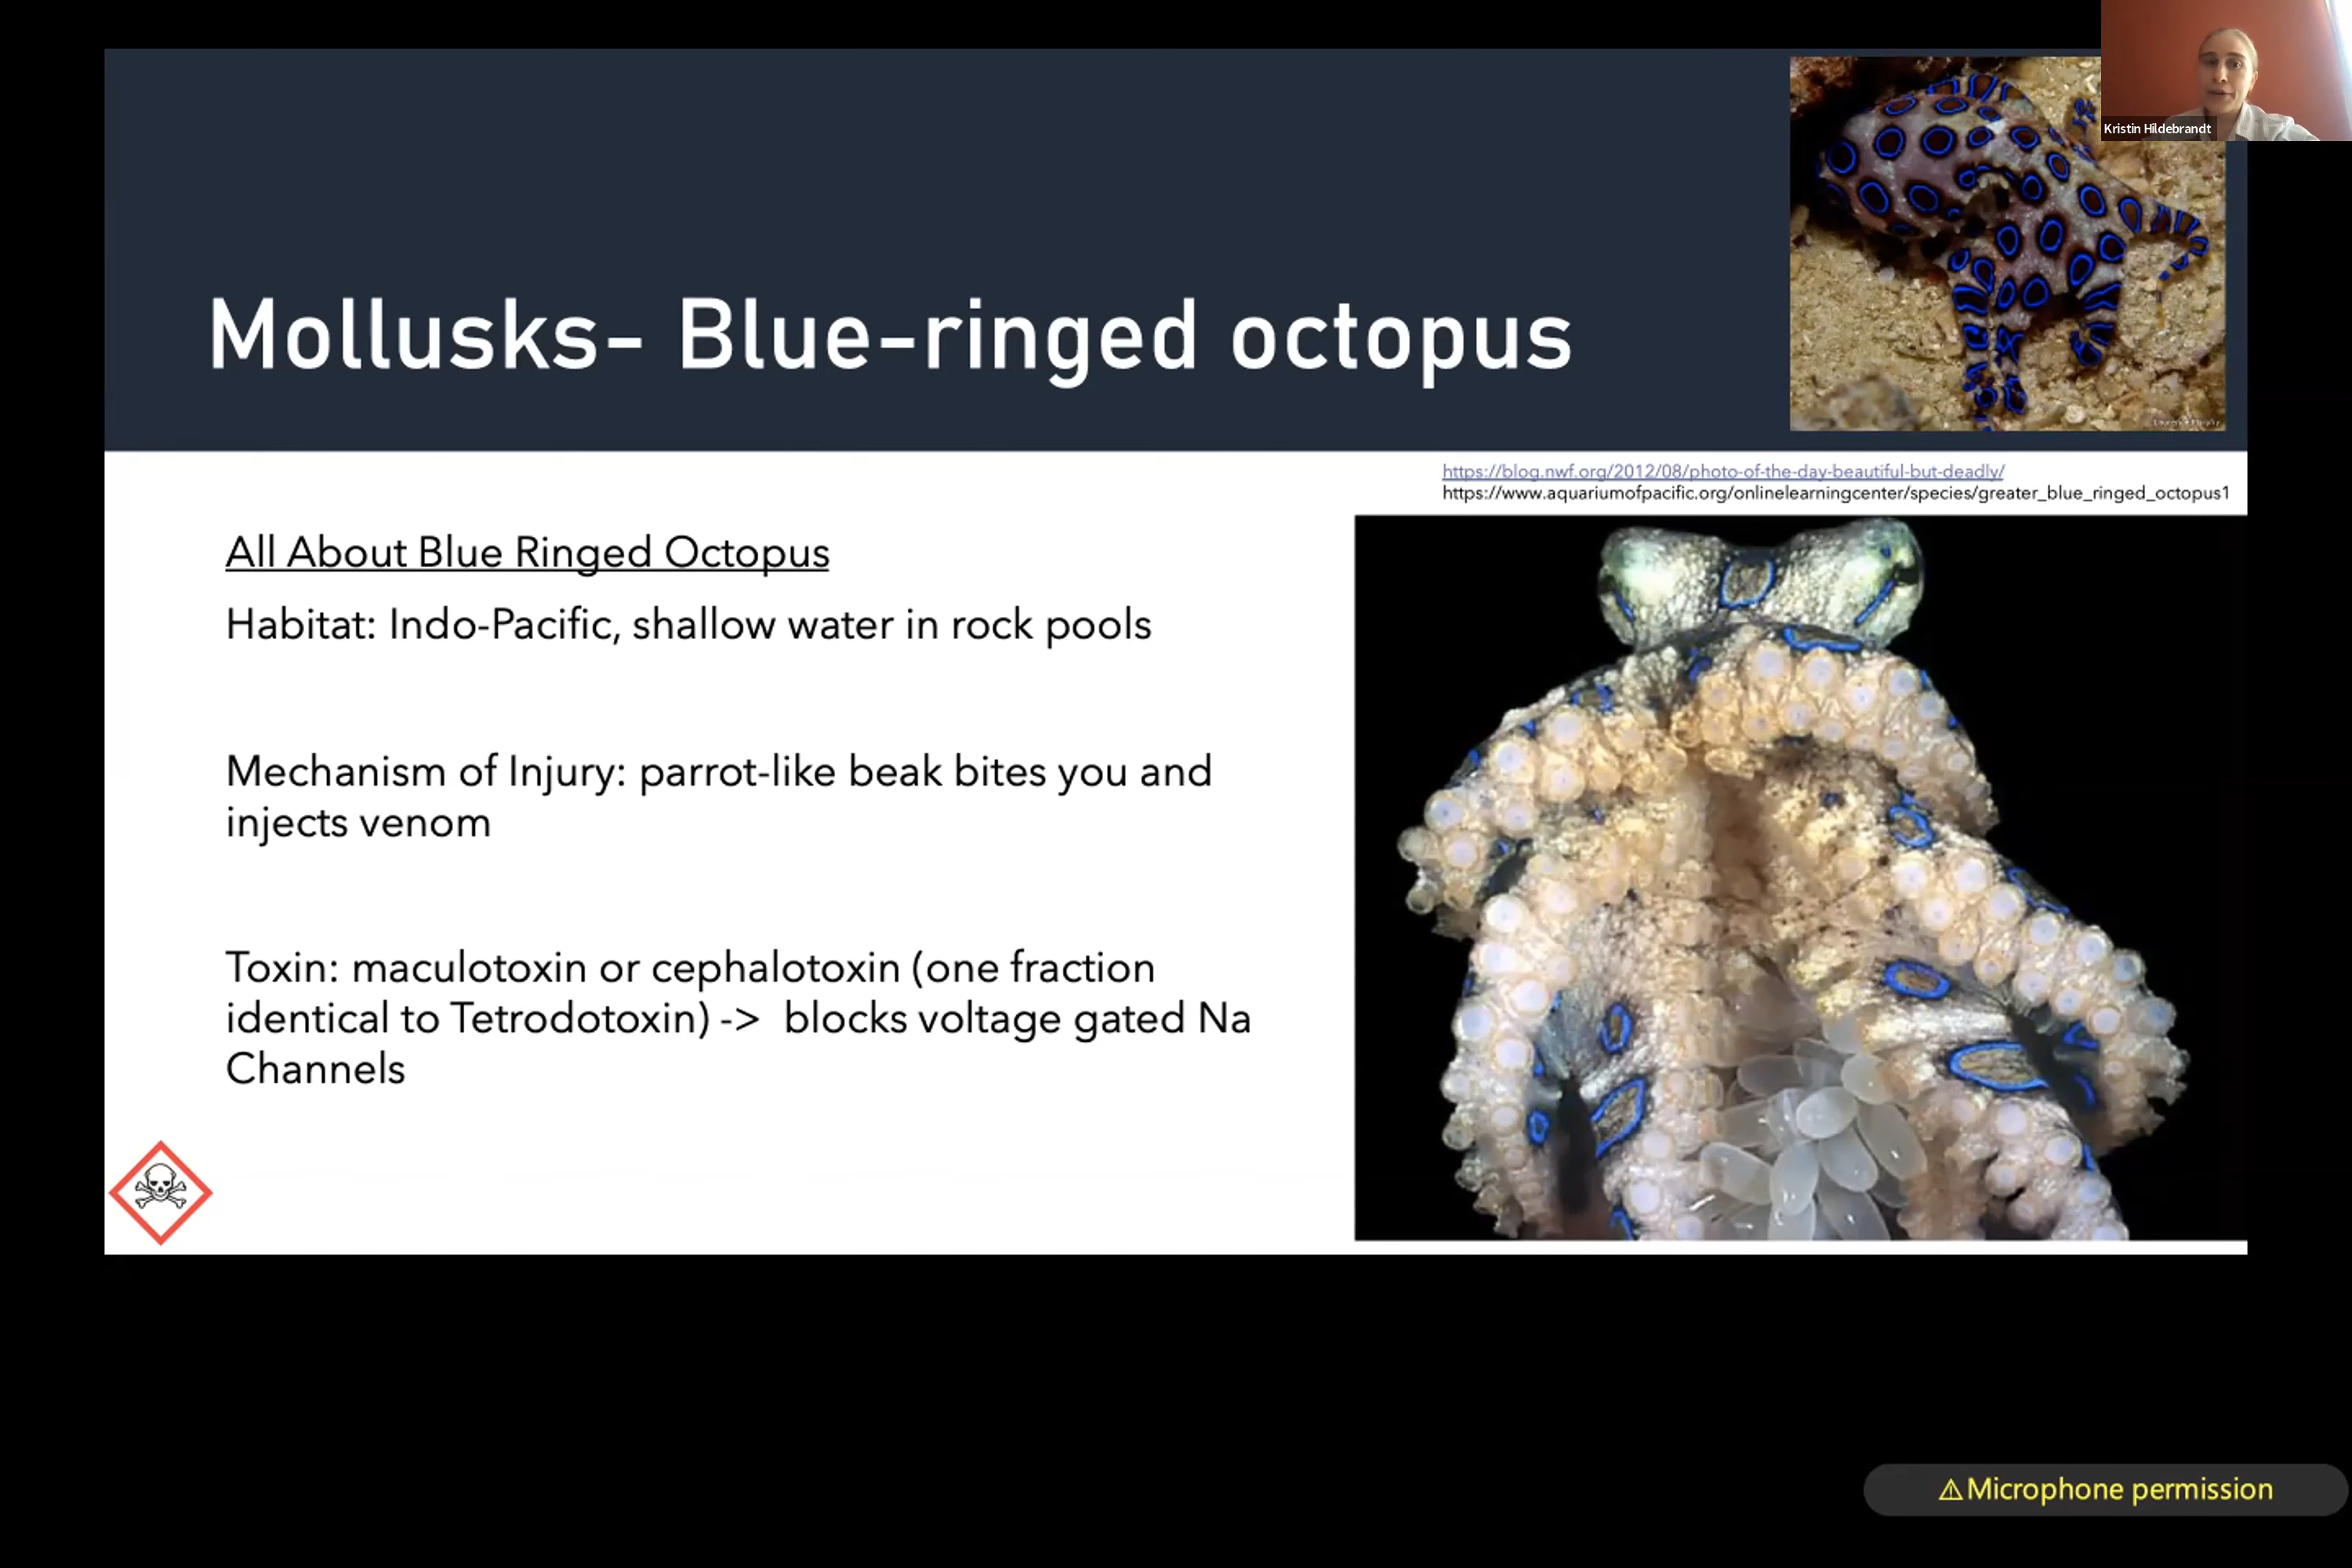 Kristin Hildebrandt
Mollusks- Blue-ringed octopus
https://blog.nwf.org/2012/08/photo-of-the-day-beautiful-but-deadly/
https://www.aquariumofpacific.org/onlinelearningcenter/species/greater_blue_ringed_octopus1
All About Blue Ringed Octopus
Habitat: Indo-Pacific, shallow water in rock pools
Mechanism of Injury: parrot-like beak bites you and
injects venom
Toxin: maculotoxin or cephalotoxin (one fraction
identical to Tetrodotoxin) -> blocks voltage gated Na
Channels
⚠Microphone permission